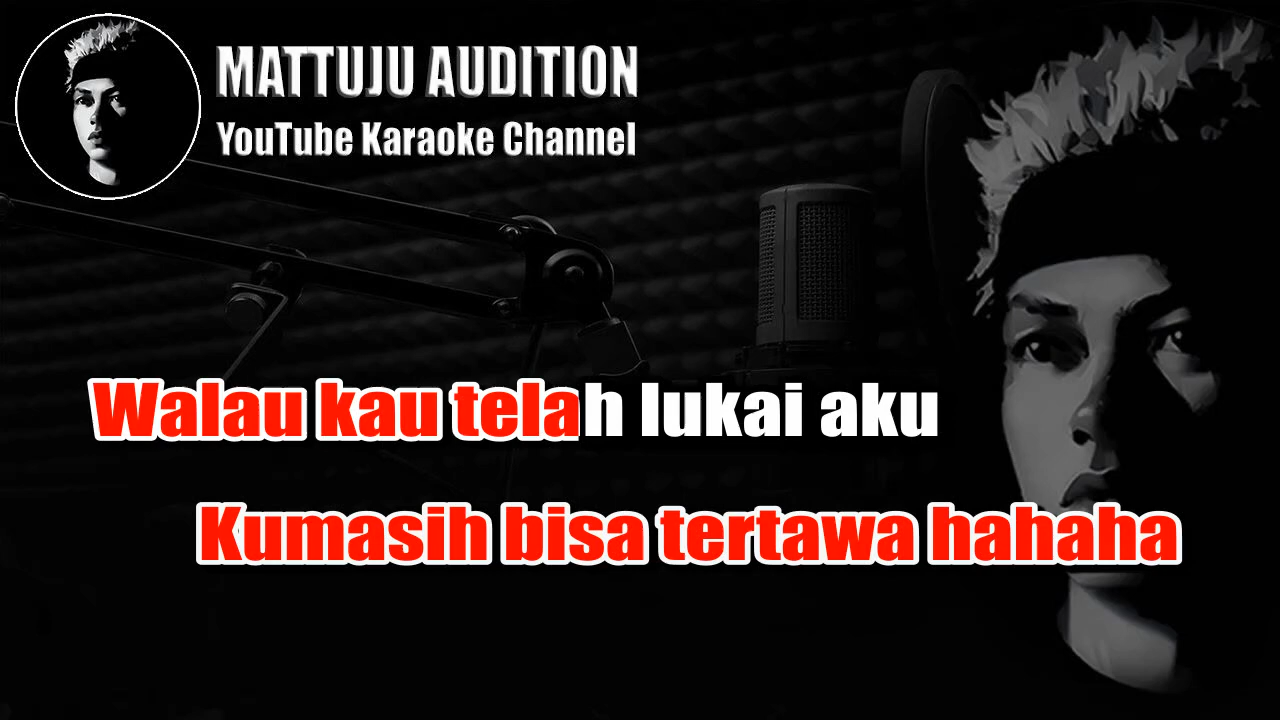 MATTUJU AUDITION
YouTube Karaoke Channel
Walau kau telah lukai aku
Kumasih bisa tertawa hahaha